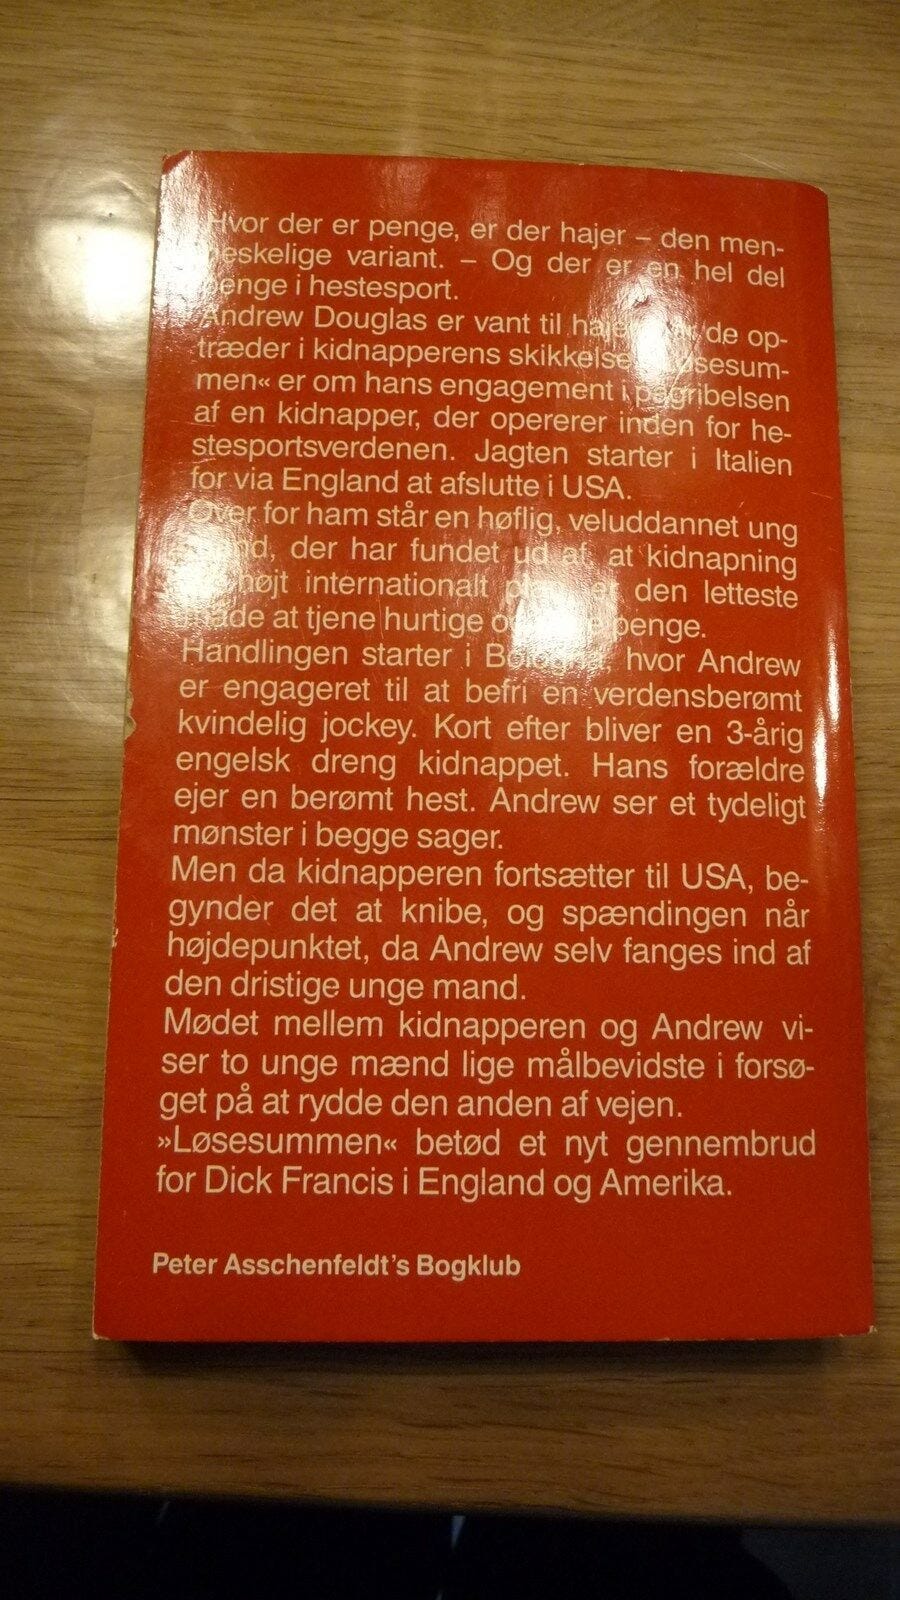 Hvor der er penge, er der hajer – den men-
neskelige variant. – Og der er en hel del
penge i hestesport.
Andrew Douglas er vant til de op-
træder i kidnapperens
men« er om hans engagement i pågribelsen
af en kidnapper, der opererer inden for he-
stesportsverdenen. Jagten starter i Italien
for via England at afslutte i USA.
Over for ham står en høflig, veluddannet ung
mand, der har fundet ud af, at kidnapning
højt internationalt den letteste
måde at tjene hurtige penge.
Handlingen starter i Bologna, hvor Andrew
er engageret til at befri en verdensberømt
kvindelig jockey. Kort efter bliver en 3-årig
engelsk dreng kidnappet. Hans forældre
ejer en berømt hest. Andrew ser et tydeligt
mønster i begge sager.
Men da kidnapperen fortsætter til USA, be-
gynder det at knibe, og spændingen når
højdepunktet, da Andrew selv fanges ind af
den dristige unge mand.
Mødet mellem kidnapperen og Andrew vi-
ser to unge mænd lige målbevidste i forsø-
get på at rydde den anden af vejen.
»Løsesummen« betød et nyt gennembrud
for Dick Francis i England og Amerika.
Peter Asschenfeldt's Bogklub